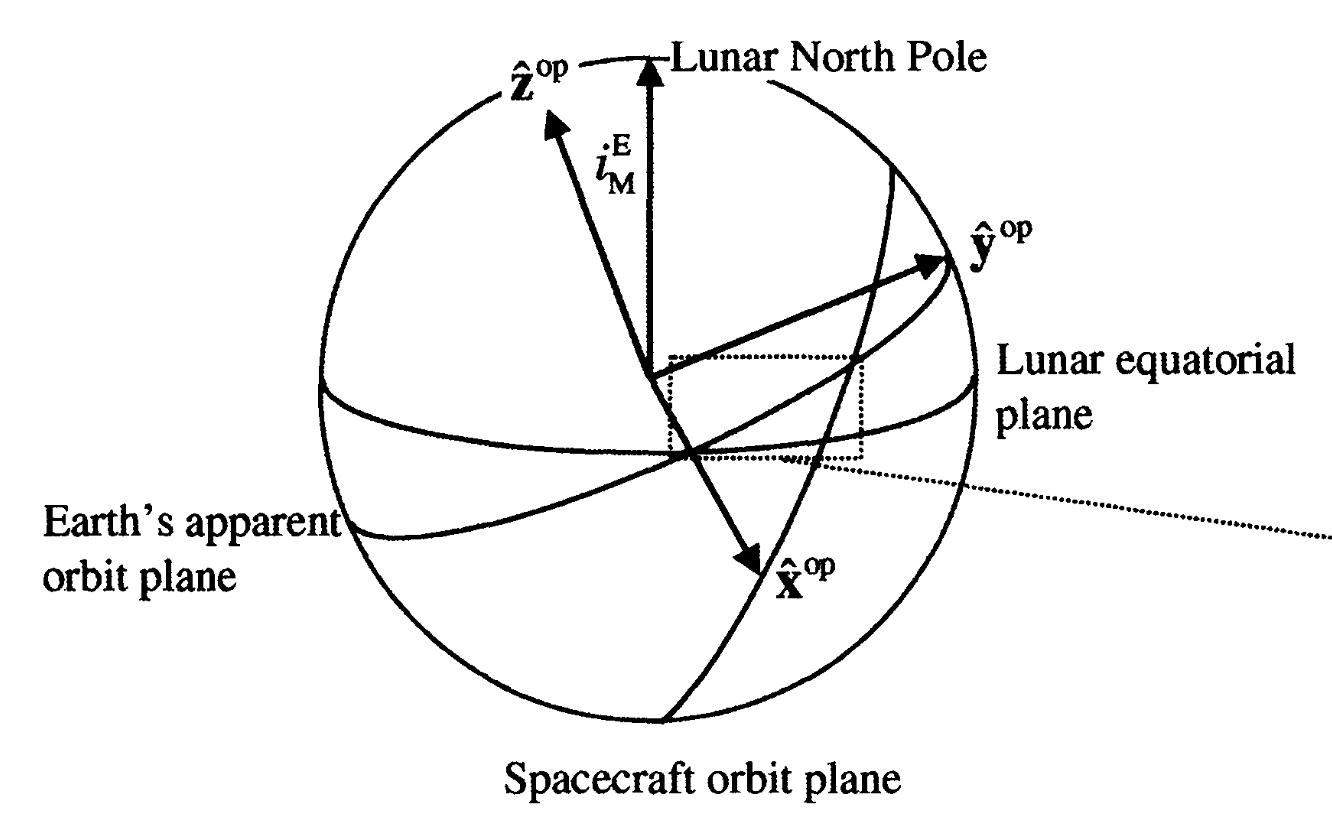 Lunar North Pole
ẑ^op
i_M^E
ŷ^op
Lunar equatorial
plane
Earth's apparent
orbit plane
x̂^op
Spacecraft orbit plane